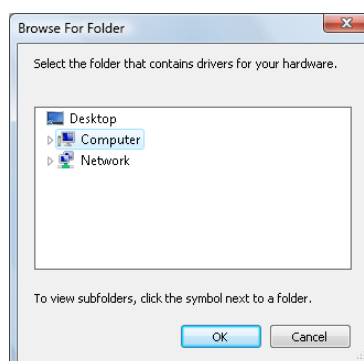 Browse For Folder
Select the folder that contains drivers for your hardware.
Desktop
Computer
Network
To view subfolders, click the symbol next to a folder.
OK
Cancel